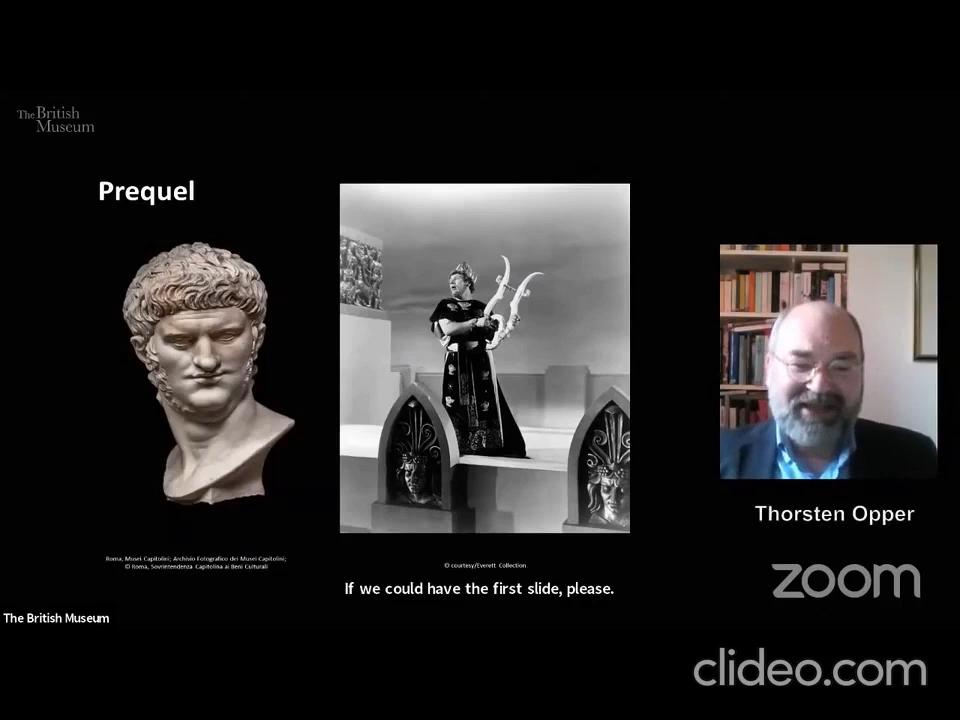 The British
Museum
Prequel
Thorsten Opper
Roma, Musei Capitolini; Archivio Fotografico dei Musei Capitolini;
© Roma, Sovrintendenza Capitolina ai Beni Culturali
© courtesy/Everett Collection
zoom
If we could have the first slide, please.
The British Museum
clideo.com